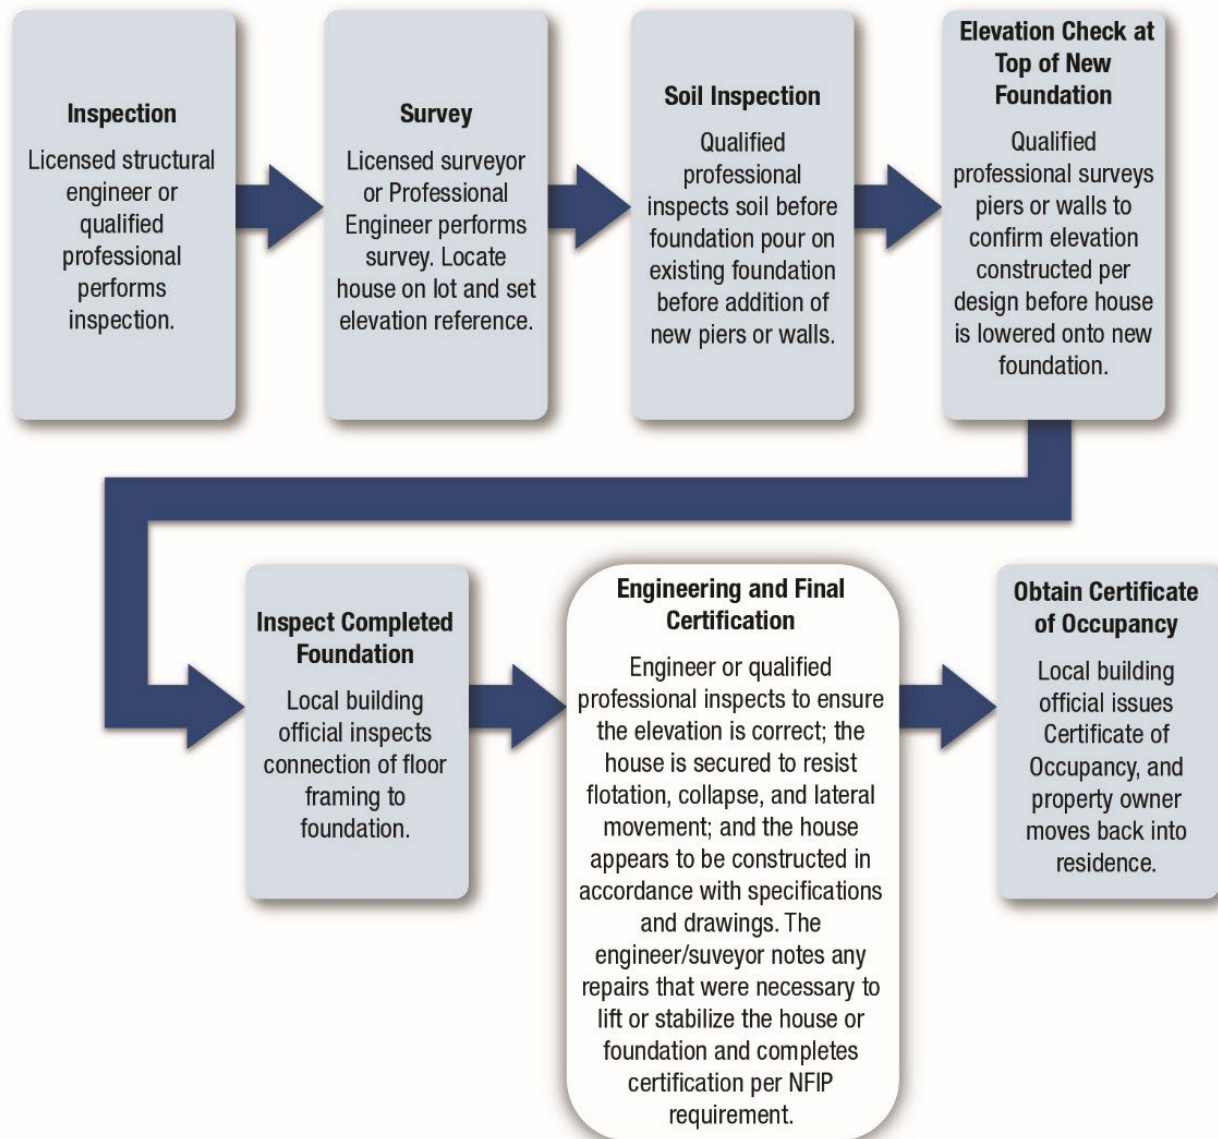 Inspection
Licensed structural
engineer or
qualified
professional
performs
inspection.
Survey
Licensed surveyor
or Professional
Engineer performs
survey. Locate
house on lot and set
elevation reference.
Soil Inspection
Qualified
professional
inspects soil before
foundation pour on
existing foundation
before addition of
new piers or walls.
Elevation Check at
Top of New
Foundation
Qualified
professional surveys
piers or walls to
confirm elevation
constructed per
design before house
is lowered onto new
foundation.
Inspect Completed
Foundation
Local building
official inspects
connection of floor
framing to
foundation.
Engineering and Final
Certification
Engineer or qualified
professional inspects to ensure
the elevation is correct; the
house is secured to resist
flotation, collapse, and lateral
movement; and the house
appears to be constructed in
accordance with specifications
and drawings. The
engineer/suveyor notes any
repairs that were necessary to
lift or stabilize the house or
foundation and completes
certification per NFIP
requirement.
Obtain Certificate
of Occupancy
Local building
official issues
Certificate of
Occupancy, and
property owner
moves back into
residence.